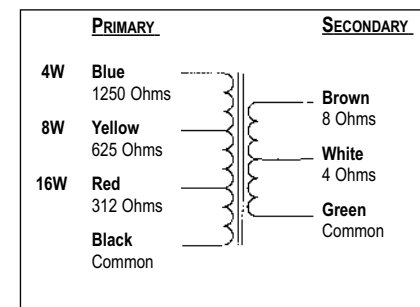 PRIMARY
SECONDARY
4W Blue
1250 Ohms
8W Yellow
625 Ohms
16W Red
312 Ohms
Black
Common
Brown
8 Ohms
White
4 Ohms
Green
Common